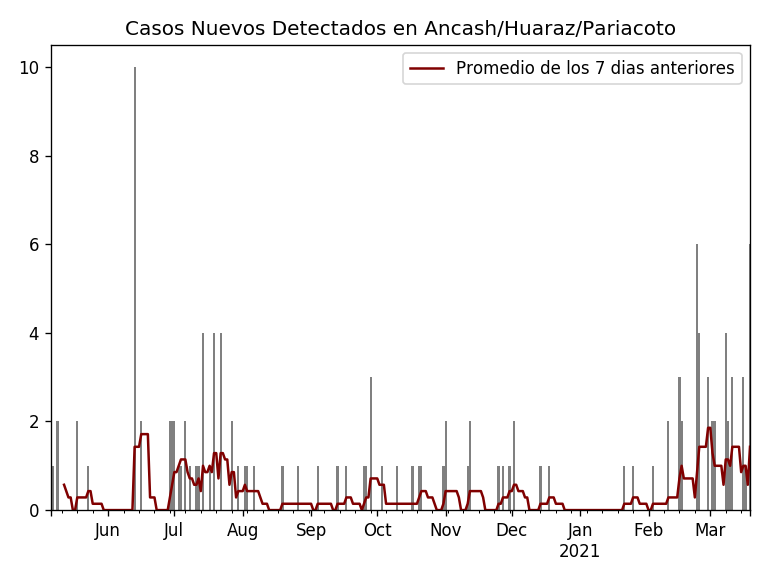 Casos Nuevos Detectados en Ancash/Huaraz/Pariacoto
Promedio de los 7 dias anteriores
10
8
6
4
2
0
Jun Jul Aug Sep Oct Nov Dec Jan Feb Mar
2021